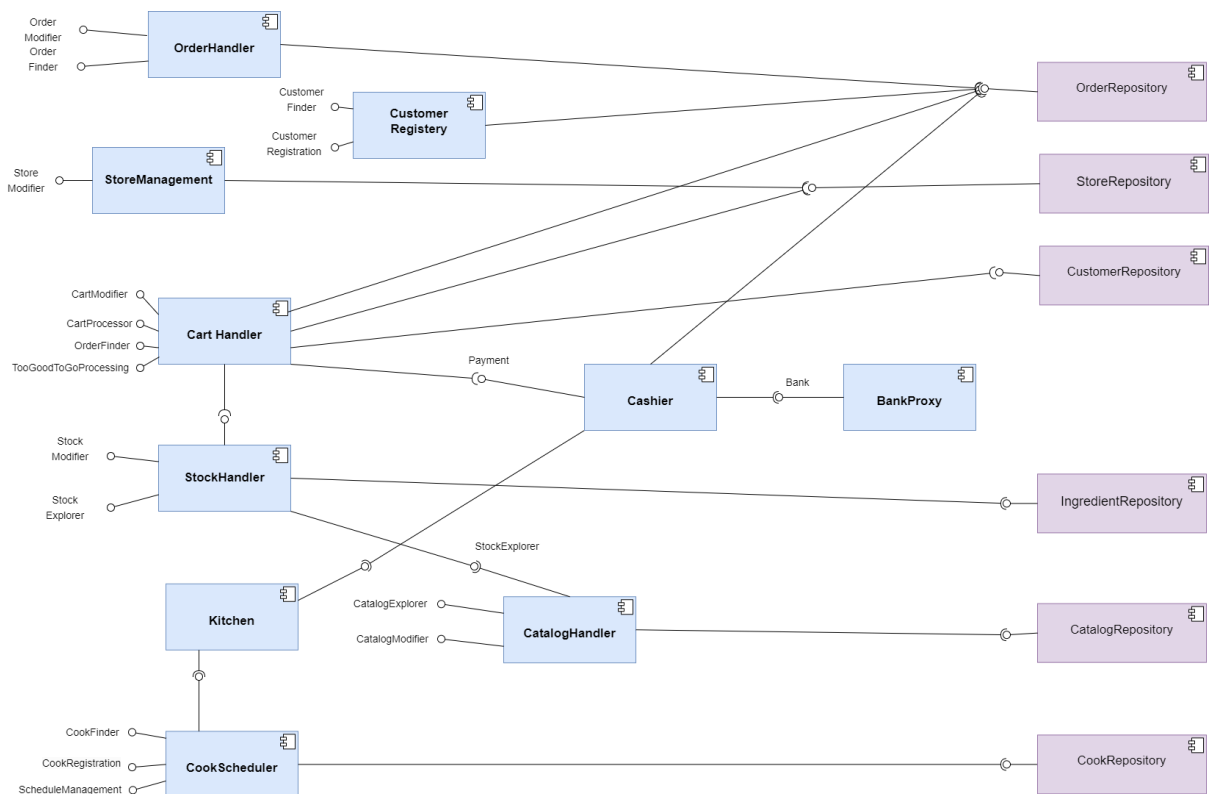 Order
Modifier
Order
Finder
OrderHandler
Customer
Finder
Customer
Registration
Customer
Registery
OrderRepository
Store
Modifier
StoreManagement
StoreRepository
CustomerRepository
CartModifier
CartProcessor
OrderFinder
TooGoodToGoProcessing
Cart Handler
Payment
Cashier
Bank
BankProxy
Stock
Modifier
Stock
Explorer
StockHandler
IngredientRepository
StockExplorer
Kitchen
CatalogExplorer
CatalogModifier
CatalogHandler
CatalogRepository
CookFinder
CookRegistration
ScheduleManagement
CookScheduler
CookRepository